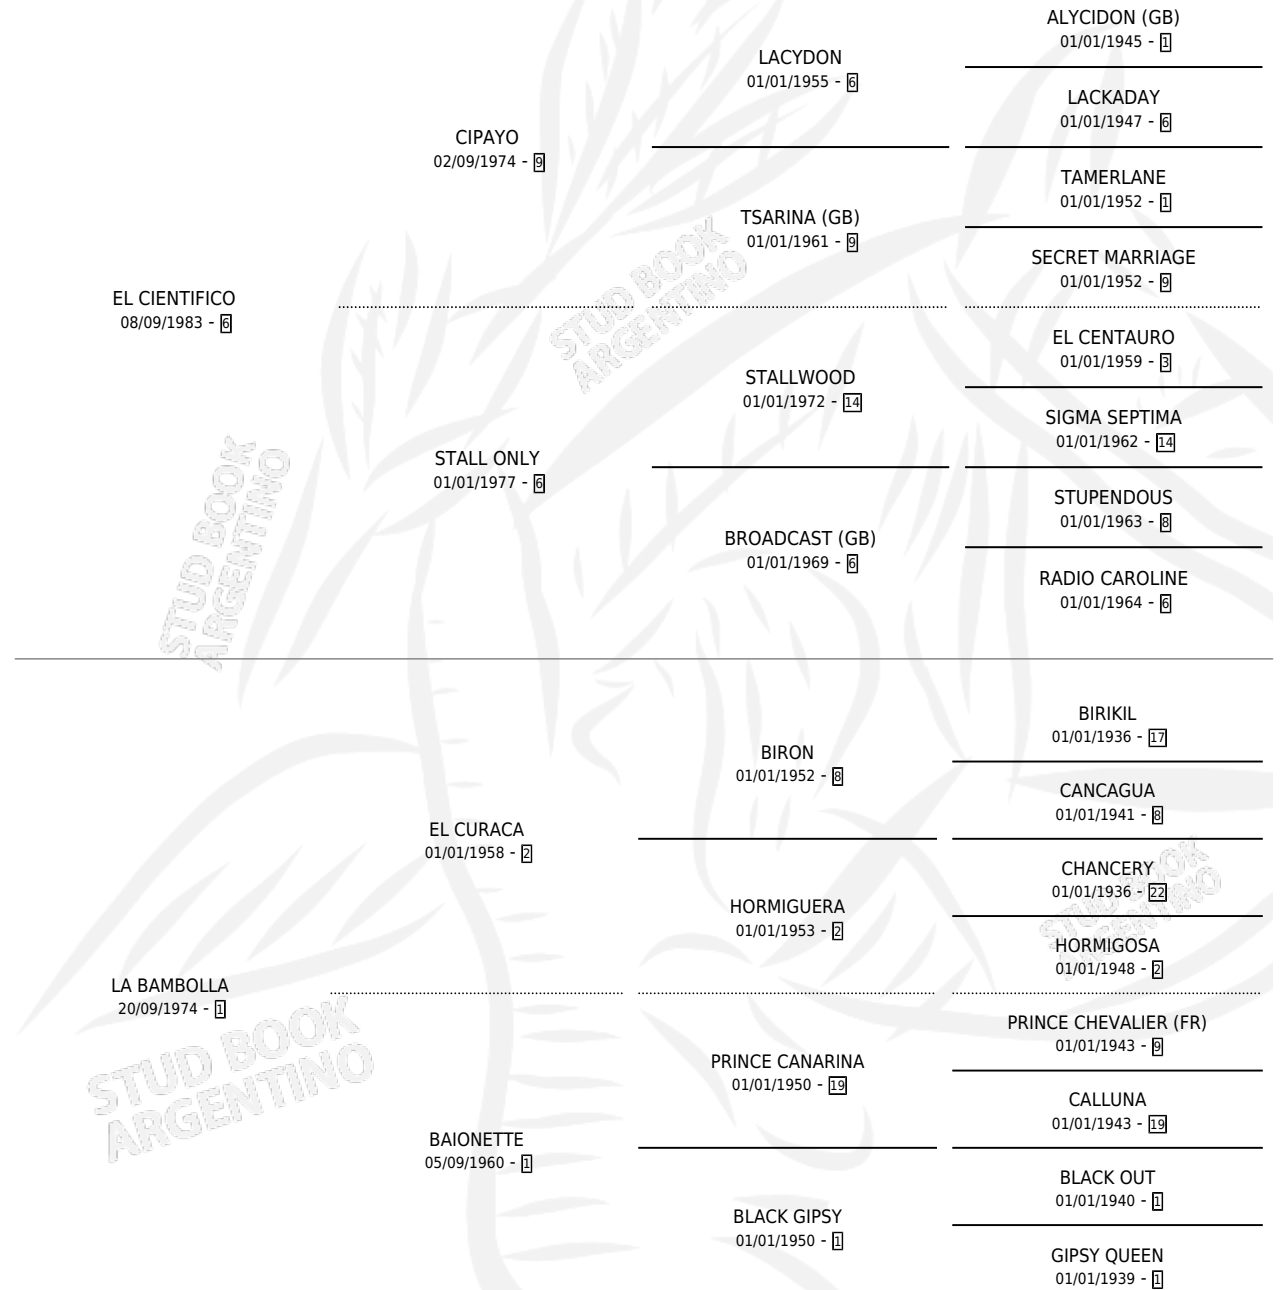 ALYCIDON (GB)
01/01/1945 - 1
LACYDON
01/01/1955 - 6
LACKADAY
01/01/1947 - 6
CIPAYO
02/09/1974 - 9
TAMERLANE
01/01/1952 - 1
TSARINA (GB)
01/01/1961 - 9
SECRET MARRIAGE
01/01/1952 - 9
EL CIENTIFICO
08/09/1983 - 6
EL CENTAURO
01/01/1959 - 3
STALLWOOD
01/01/1972 - 14
SIGMA SEPTIMA
01/01/1962 - 14
STALL ONLY
01/01/1977 - 6
STUPENDOUS
01/01/1963 - 8
BROADCAST (GB)
01/01/1969 - 6
RADIO CAROLINE
01/01/1964 - 6
STUD BOOK
ARGENTINO
STUD BOOK
ARGENTINO
BIRIKIL
01/01/1936 - 17
BIRON
01/01/1952 - 8
CANCAGUA
01/01/1941 - 8
EL CURACA
01/01/1958 - 2
CHANCERY
01/01/1936 - 22
HORMIGUERA
01/01/1953 - 2
HORMIGOSA
01/01/1948 - 2
STUD BOOK
ARGENTINO
LA BAMBOLLA
20/09/1974 - 1
PRINCE CHEVALIER (FR)
01/01/1943 - 9
PRINCE CANARINA
01/01/1950 - 19
CALLUNA
01/01/1943 - 19
BAIONETTE
05/09/1960 - 1
BLACK OUT
01/01/1940 - 1
BLACK GIPSY
01/01/1950 - 1
GIPSY QUEEN
01/01/1939 - 1
STUD BOOK
ARGENTINO